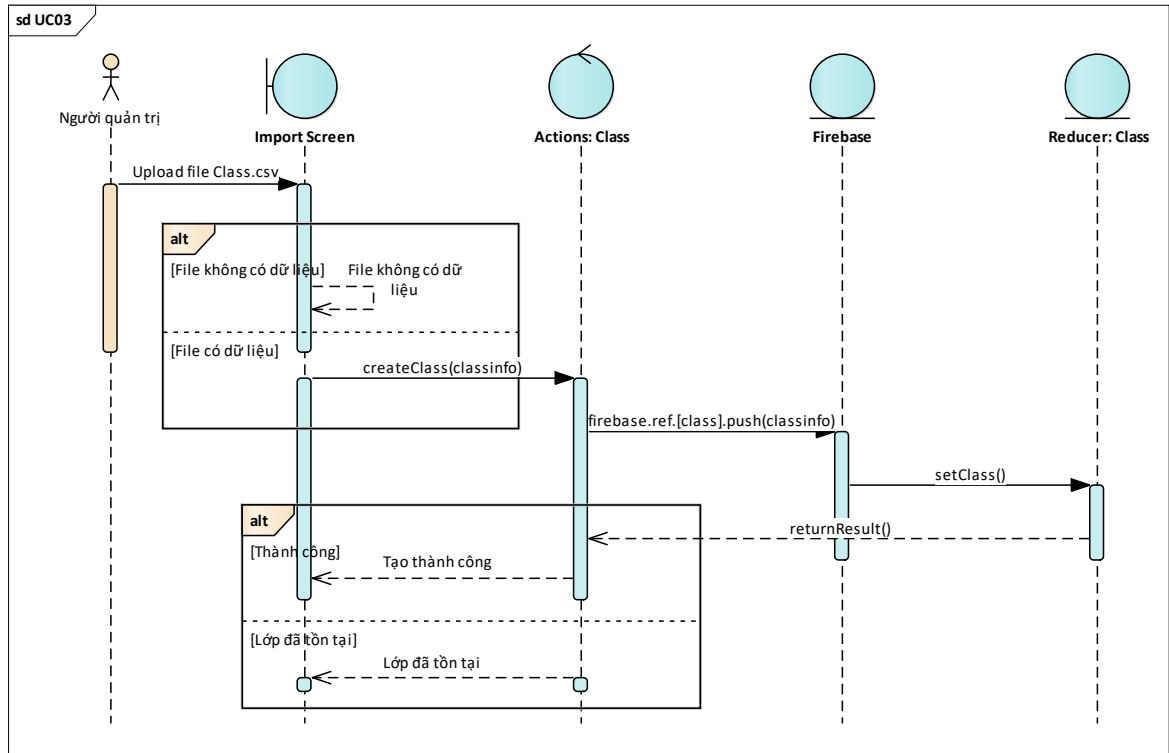 sd UC03
Người quản trị
Import Screen
Actions: Class
Firebase
Reducer: Class
Upload file Class.csv
alt
[File không có dữ liệu]
File không có dữ
liệu
[File có dữ liệu]
createClass(classinfo)
firebase.ref.[class].push(classinfo)
setClass()
returnResult()
alt
[Thành công]
Tạo thành công
[Lớp đã tồn tại]
Lớp đã tồn tại